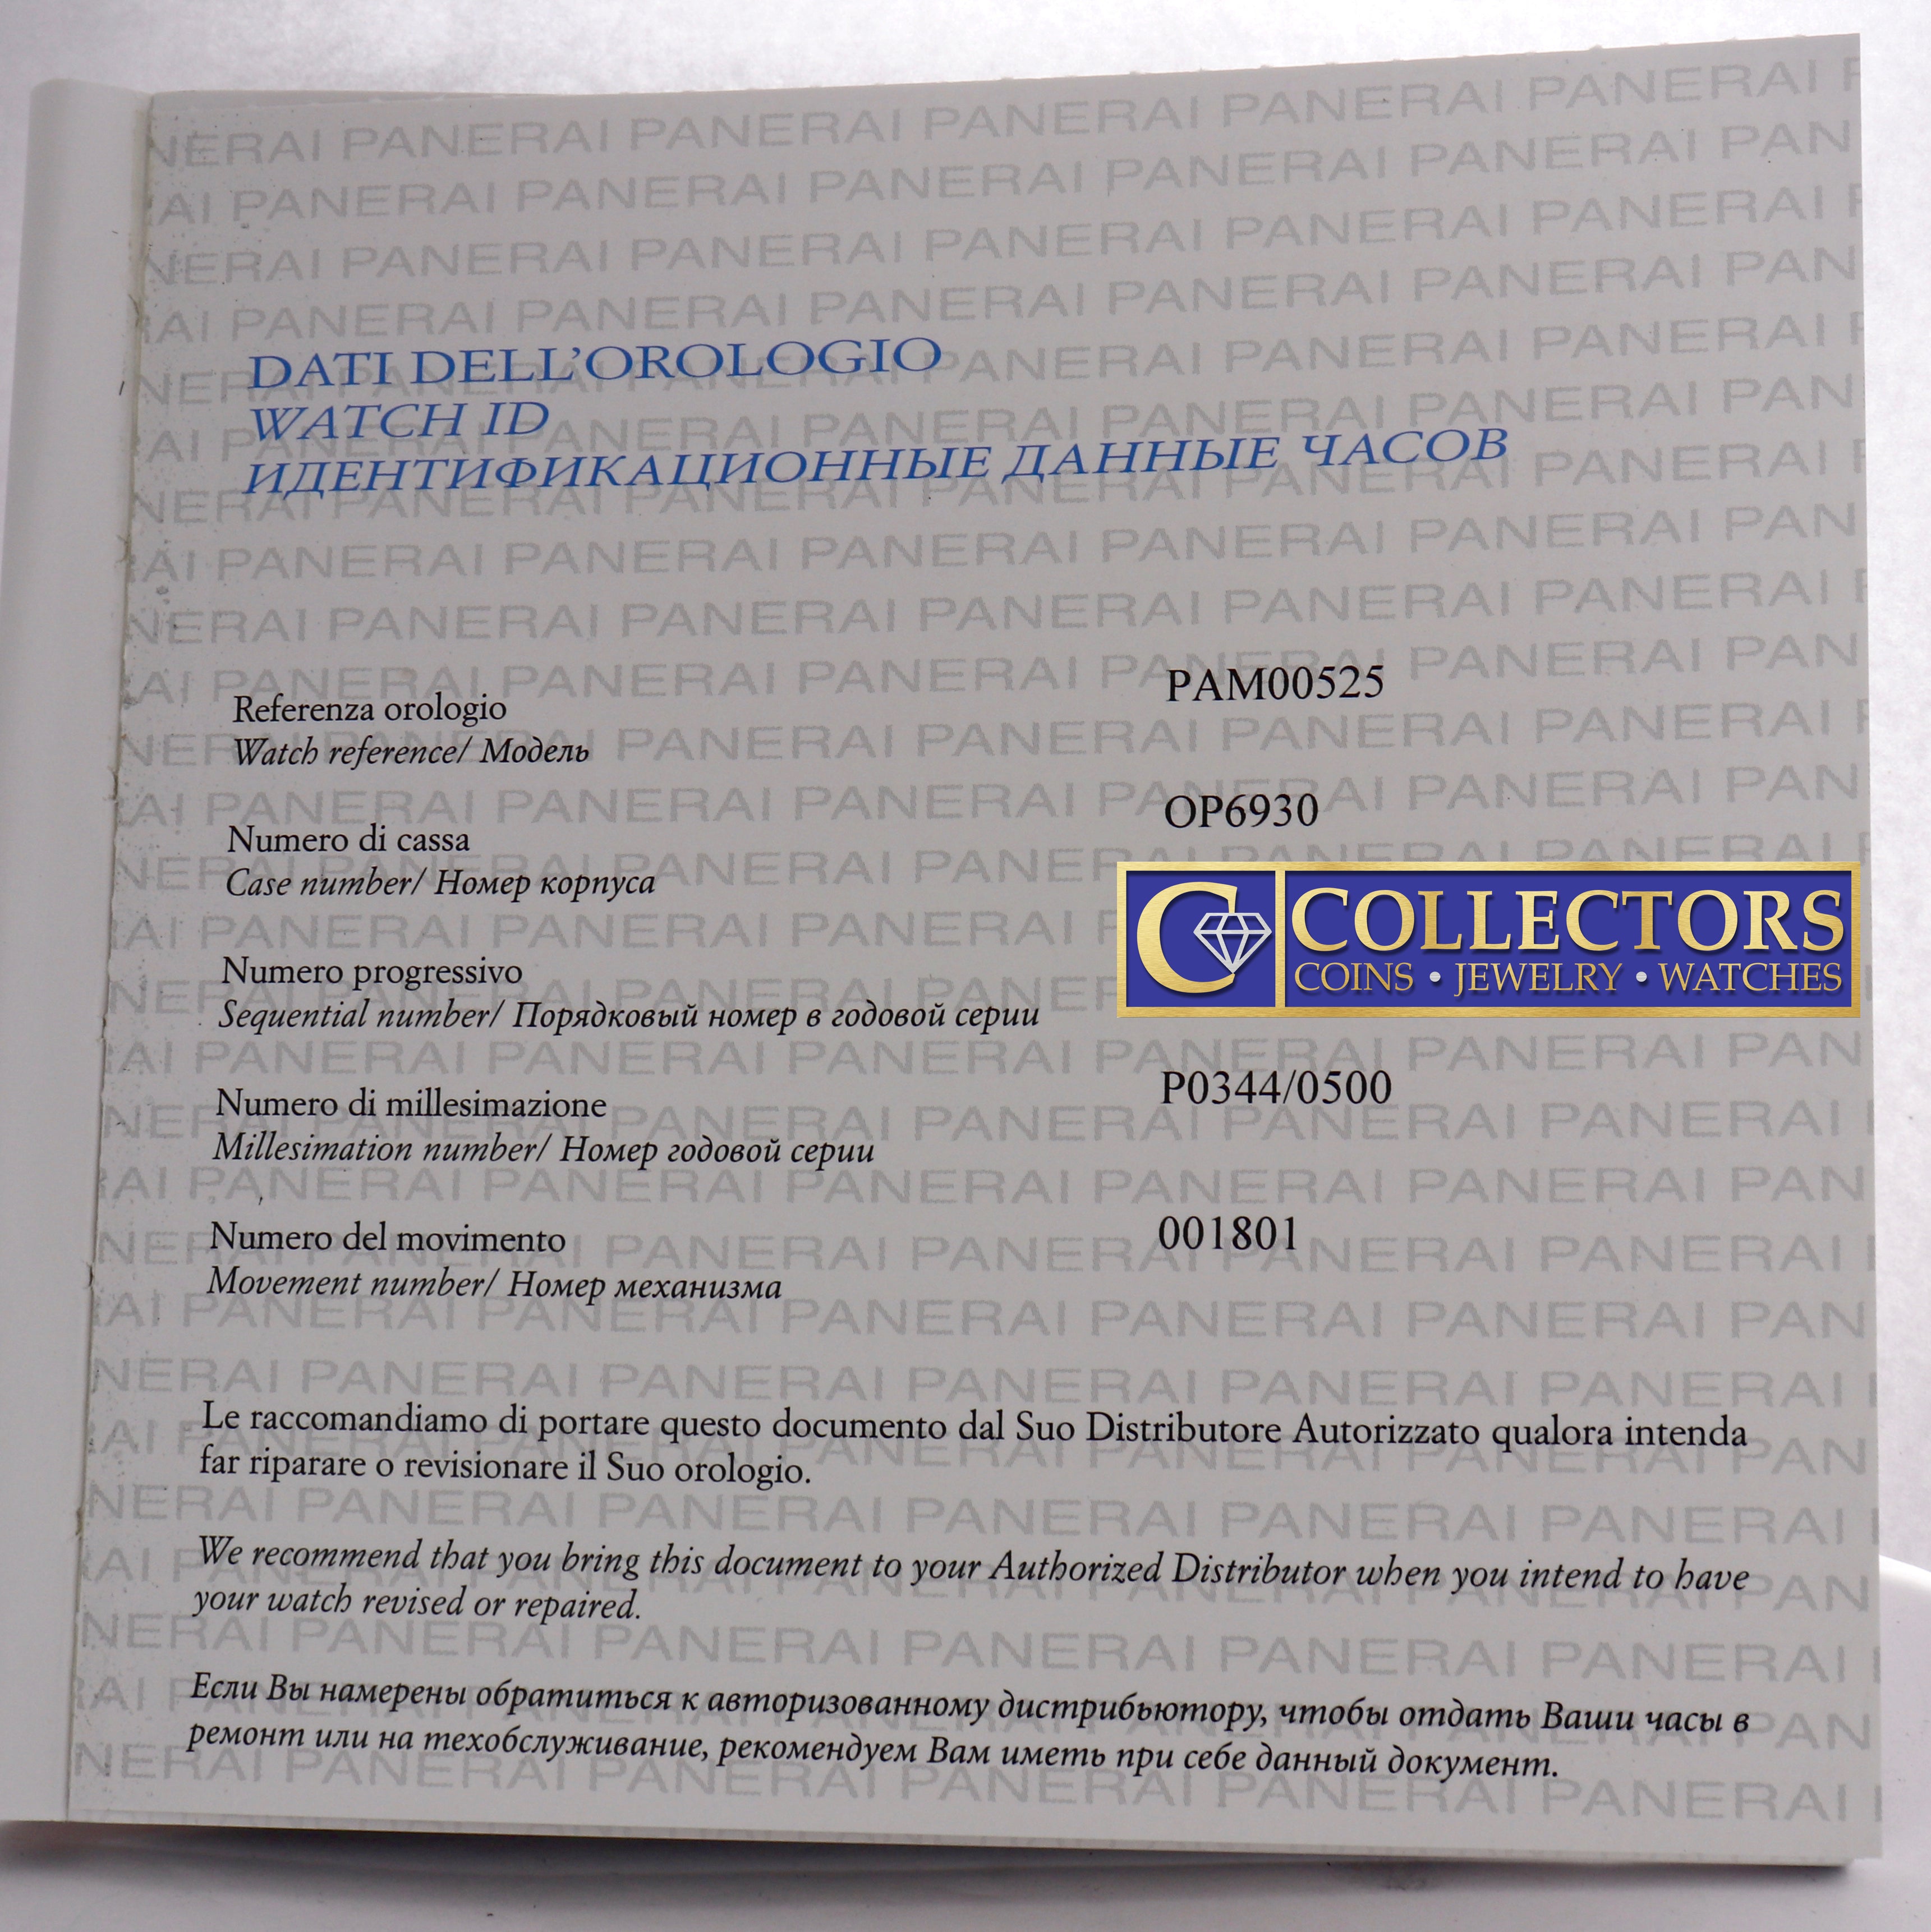 DATI DELL'OROLOGIO
WATCH ID
ИДЕНТИФИКАЦИОННЫЕ ДАННЫЕ ЧАСОВ
Referenza orologio
PAM00525
Watch reference/ Модель
Numero di cassa
OP6930
Case number/ Номер корпуса
COLLECTORS
COINS • JEWELRY • WATCHES
Numero progressivo
Sequential number/ Порядковый номер в годовой серии
Numero di millesimazione
P0344/0500
Millesimation number/ Номер годовой серии
Numero del movimento
001801
Movement number/ Номер механизма
Le raccomandiamo di portare questo documento dal Suo Distributore Autorizzato qualora intenda
far riparare o revisionare il Suo orologio.
We recommend that you bring this document to your Authorized Distributor when you intend to have
your watch revised or repaired.
Если Вы намерены обратиться к авторизованному дистрибьютору, чтобы отдать Ваши часы в
ремонт или на техобслуживание, рекомендуем Вам иметь при себе данный документ.